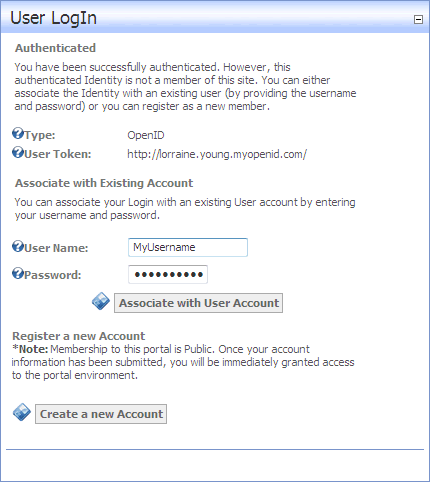 User LogIn
Authenticated
You have been successfully authenticated. However, this
authenticated Identity is not a member of this site. You can either
associate the Identity with an existing user (by providing the username
and password) or you can register as a new member.
Type: OpenID
User Token: http://lorraine.young.myopenid.com/
Associate with Existing Account
You can associate your Login with an existing User account by entering
your username and password.
User Name: MyUsername
Password: ••••••••••
Associate with User Account
Register a new Account
*Note: Membership to this portal is Public. Once your account
information has been submitted, you will be immediately granted access
to the portal environment.
Create a new Account